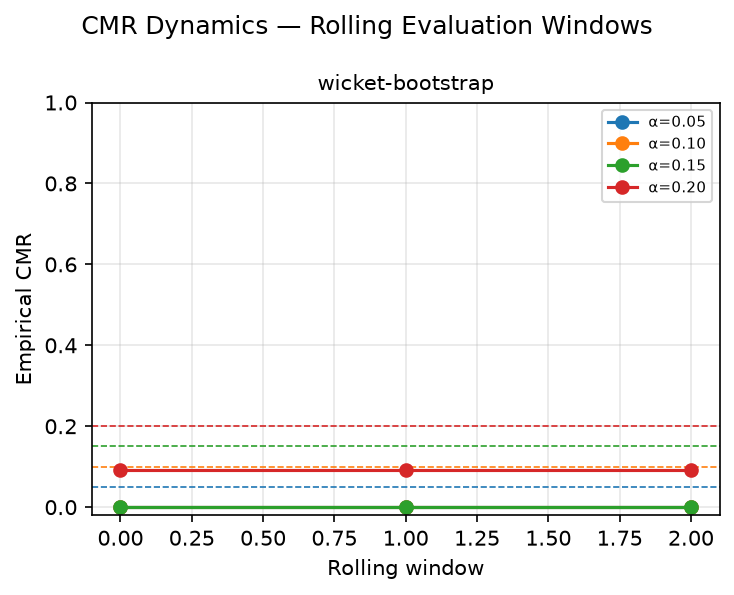 CMR Dynamics — Rolling Evaluation Windows
wicket-bootstrap
α=0.05
α=0.10
α=0.15
α=0.20
Empirical CMR
1.0
0.8
0.6
0.4
0.2
0.0
0.00 0.25 0.50 0.75 1.00 1.25 1.50 1.75 2.00
Rolling window